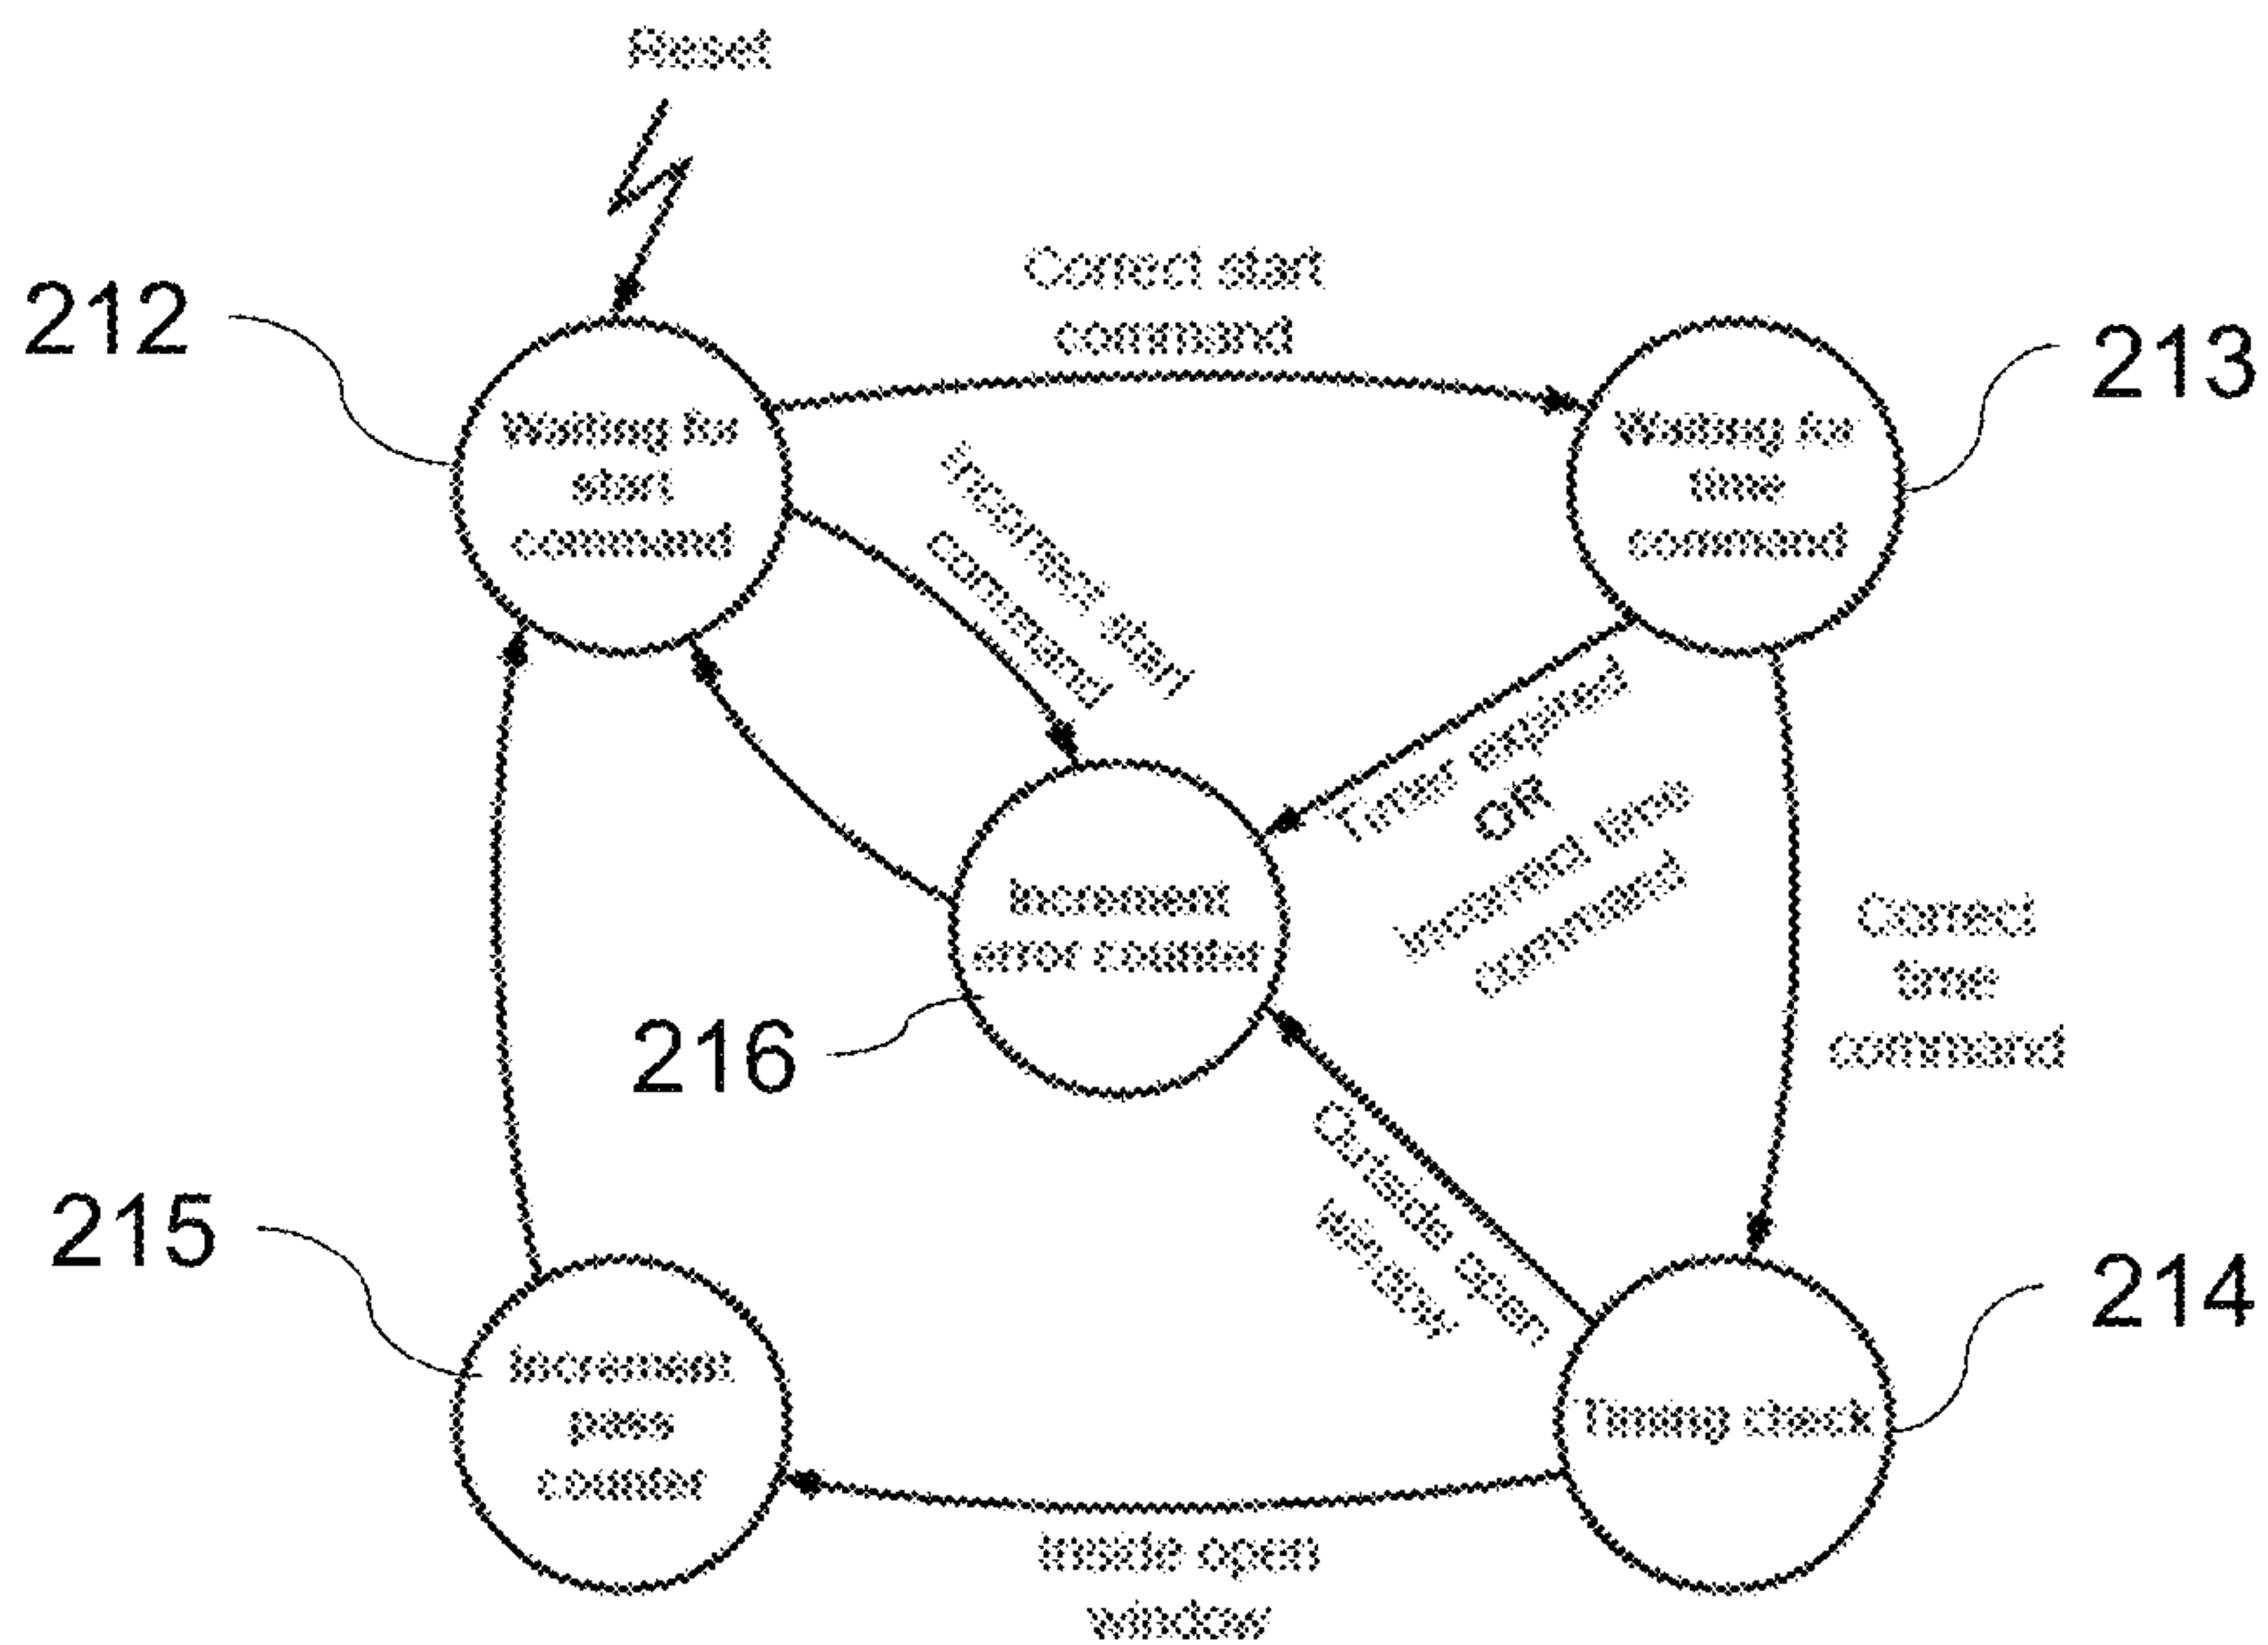 Reset
Correct start
command
212
213
Waiting for
start
command
Waiting for
time
command
Incorrect start
command
Timer expired
OR
Incorrect time
command
Increment
error counter
Correct
time
command
216
Outside open
window
215
214
Increment
pass
counter
Timing check
Inside open
window